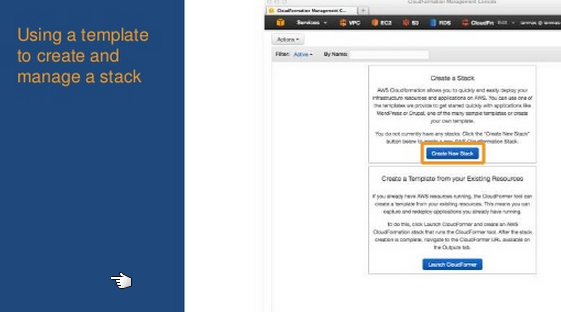 Using a template
to create and
manage a stack
CloudFormation Management Console
CloudFormation Management C...
Services
VPC
EC2
S3
RDS
CloudFr
Actions
Filter: Active
By Name:
Create a Stack
AWS CloudFormation allows you to quickly and easily deploy your
infrastructure resources and applications on AWS. You can use one of
the templates we provide to get started quickly with applications like
WordPress or Drupal, one of the many sample templates or create
your own template.
You do not currently have any stacks. Click the "Create New Stack"
button below to create a new AWS CloudFormation Stack.
Create New Stack
Create a Template from your Existing Resources
If you already have AWS resources running, the CloudFormer tool can
create a template from your existing resources. This means you can
capture and redeploy applications you already have running.
To do this, click Launch CloudFormer and create an AWS
CloudFormation stack that runs the CloudFormer tool. After the stack
creation is complete, navigate to the CloudFormer URL available on
the Outputs tab.
Launch CloudFormer